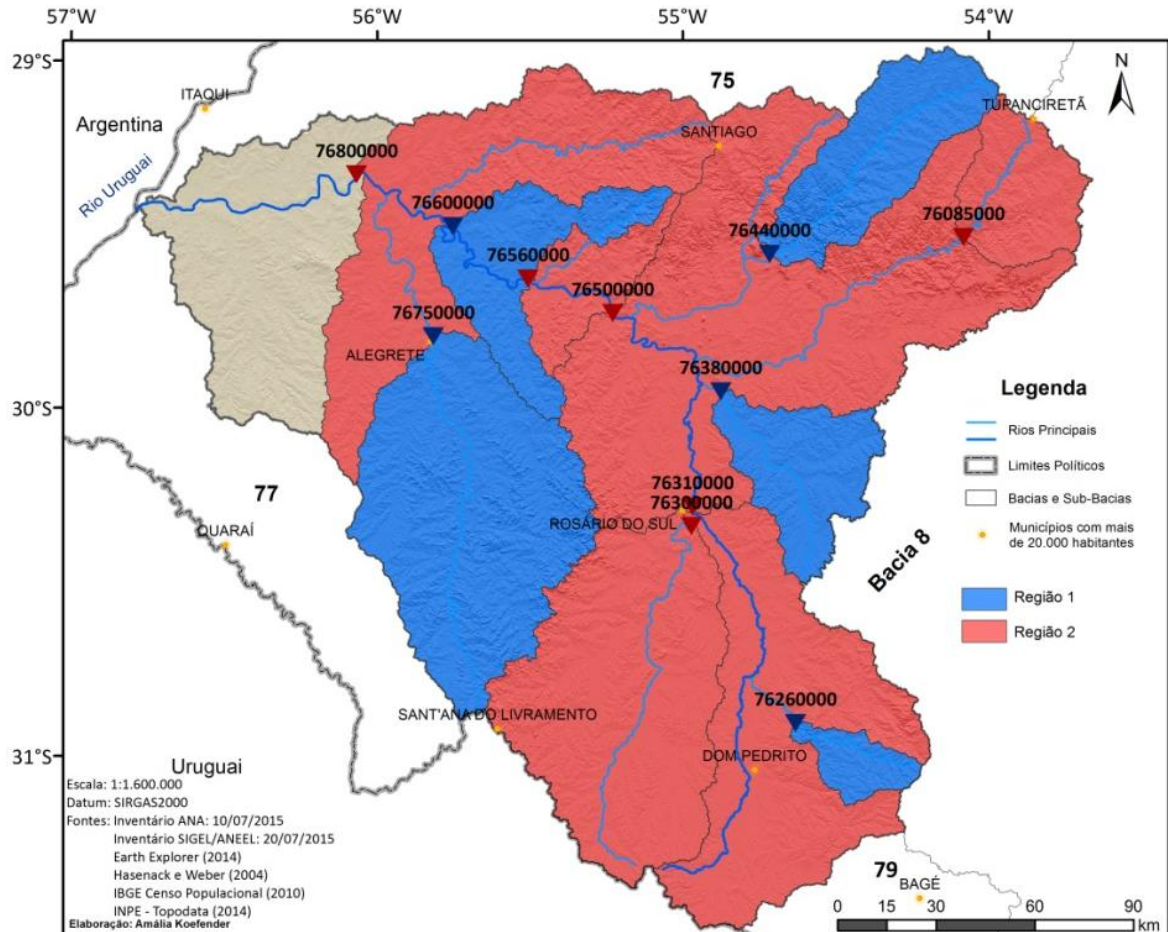 57°W
56°W
55°W
54°W
29°S
30°S
31°S
ITAQUI
Argentina
Rio Uruguai
75
N
TUPANCIRETÃ
SANTIAGO
76800000
76600000
76560000
76500000
76440000
76085000
76750000
ALEGRETE
76380000
77
QUARAÍ
76310000
76300000
ROSÁRIO DO SUL
Bacia 8
76260000
SANT'ANA DO LIVRAMENTO
DOM PEDRITO
Uruguai
79
BAGÉ
Legenda
Rios Principais
Limites Políticos
Bacias e Sub-Bacias
Municípios com mais
de 20.000 habitantes
Região 1
Região 2
Escala: 1:1.600.000
Datum: SIRGAS2000
Fontes: Inventário ANA: 10/07/2015
Inventário SIGEL/ANEEL: 20/07/2015
Earth Explorer (2014)
Hasenack e Weber (2004)
IBGE Censo Populacional (2010)
INPE - Topodata (2014)
Elaboração: Amália Koefender
0 15 30 60 90
km